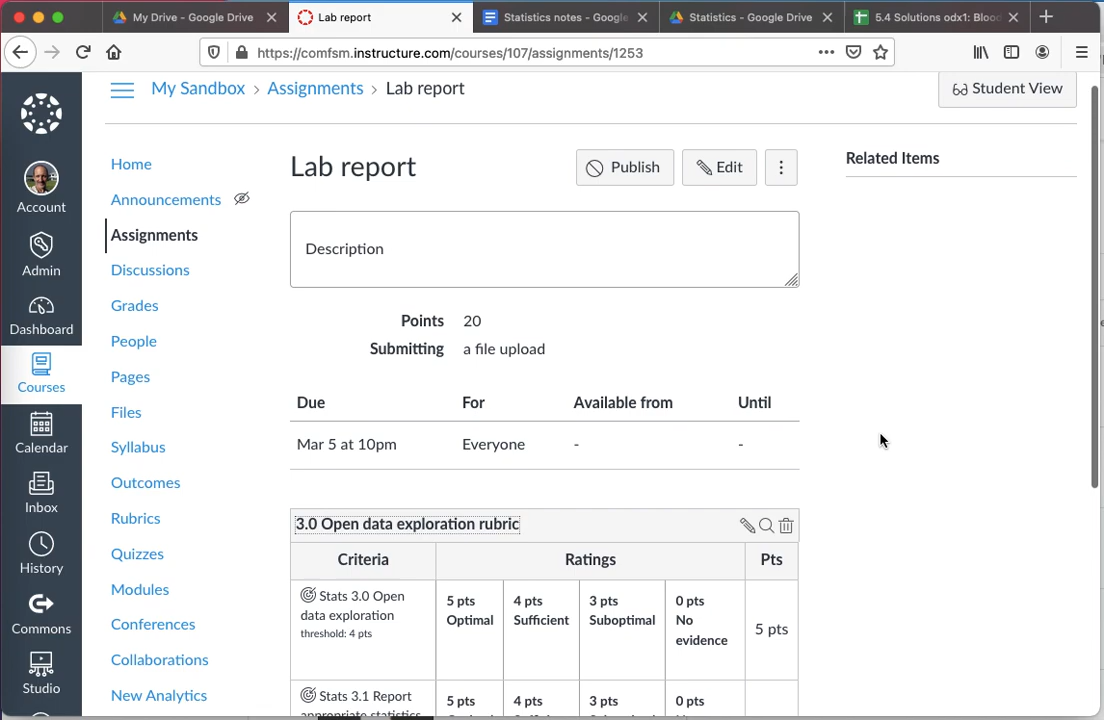 My Drive - Google Drive
Lab report
Statistics notes - Google
Statistics - Google Drive
5.4 Solutions odx1: Bloo
https://comfsm.instructure.com/courses/107/assignments/1253
My Sandbox > Assignments > Lab report
Student View
Account
Admin
Dashboard
Courses
Calendar
Inbox
History
Commons
Studio
Home
Announcements
Assignments
Discussions
Grades
People
Pages
Files
Syllabus
Outcomes
Rubrics
Quizzes
Modules
Conferences
Collaborations
New Analytics
Lab report
Publish
Edit
Description
Points 20
Submitting a file upload
Due For Available from Until
Mar 5 at 10pm Everyone - -
3.0 Open data exploration rubric
Criteria Ratings Pts
Stats 3.0 Open
data exploration
threshold: 4 pts
5 pts
Optimal
4 pts
Sufficient
3 pts
Suboptimal
0 pts
No
evidence
5 pts
Stats 3.1 Report
appropriate statistics
5 pts
4 pts
3 pts
0 pts
Related Items